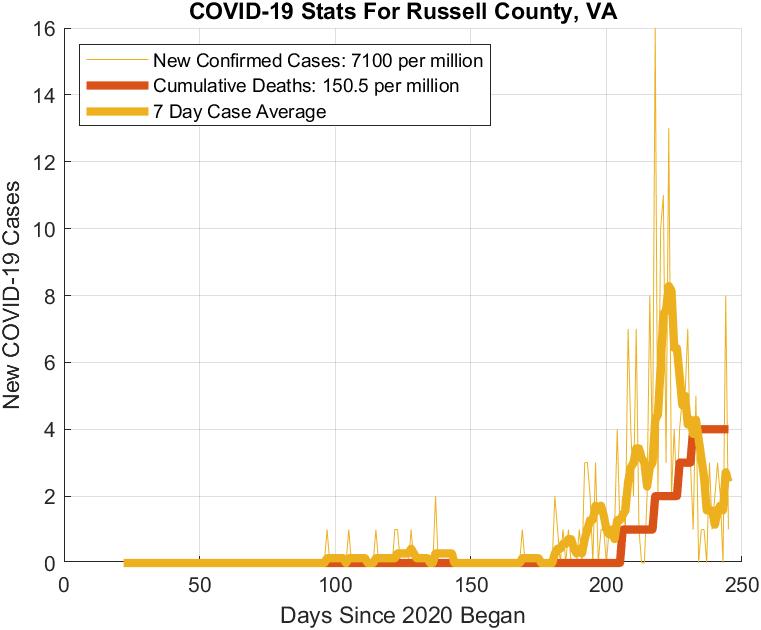 COVID-19 Stats For Russell County, VA
New Confirmed Cases: 7100 per million
Cumulative Deaths: 150.5 per million
7 Day Case Average
New COVID-19 Cases
16
14
12
10
8
6
4
2
0
0 50 100 150 200 250
Days Since 2020 Began